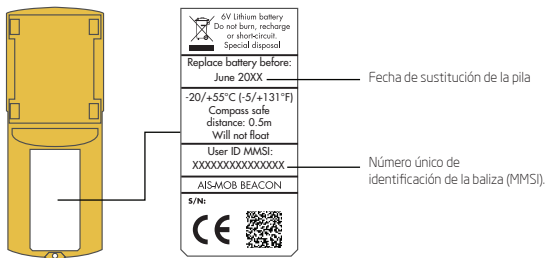 6V Lithium battery
Do not burn, recharge
or short-circuit.
Special disposal
Replace battery before:
June 20XX
Fecha de sustitución de la pila
-20/+55°C (-5/+131°F)
Compass safe
distance: 0.5m
Will not float
User ID MMSI:
XXXXXXXXXXXXXXX
Número único de
identificación de la baliza (MMSI).
AIS-MOB BEACON
S/N:
CE